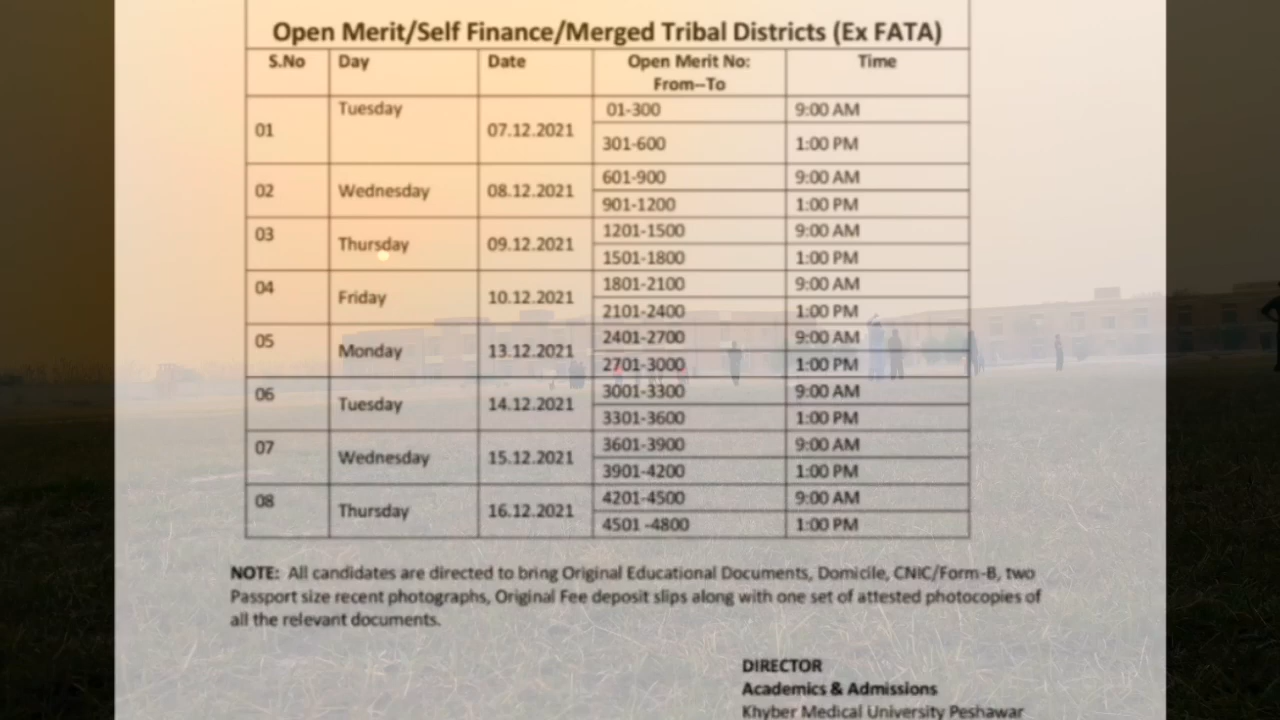 Open Merit/Self Finance/Merged Tribal Districts (Ex FATA)
S.No Day Date Open Merit No: From--To Time
01 Tuesday 07.12.2021 01-300 9:00 AM
301-600 1:00 PM
02 Wednesday 08.12.2021 601-900 9:00 AM
901-1200 1:00 PM
03 Thursday 09.12.2021 1201-1500 9:00 AM
1501-1800 1:00 PM
04 Friday 10.12.2021 1801-2100 9:00 AM
2101-2400 1:00 PM
05 Monday 13.12.2021 2401-2700 9:00 AM
2701-3000 1:00 PM
06 Tuesday 14.12.2021 3001-3300 9:00 AM
3301-3600 1:00 PM
07 Wednesday 15.12.2021 3601-3900 9:00 AM
3901-4200 1:00 PM
08 Thursday 16.12.2021 4201-4500 9:00 AM
4501 -4800 1:00 PM
NOTE: All candidates are directed to bring Original Educational Documents, Domicile, CNIC/Form-B, two
Passport size recent photographs, Original Fee deposit slips along with one set of attested photocopies of
all the relevant documents.
DIRECTOR
Academics & Admissions
Khyber Medical University Peshawar